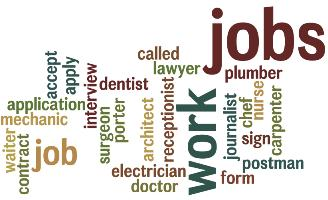 jobs
called
lawyer
plumber
accept
apply
interview
dentist
application
mechanic
surgeon
porter
architect
receptionist
work
journalist
chef
nurse
carpenter
sign
waiter
contract
job
postman
electrician
doctor
form